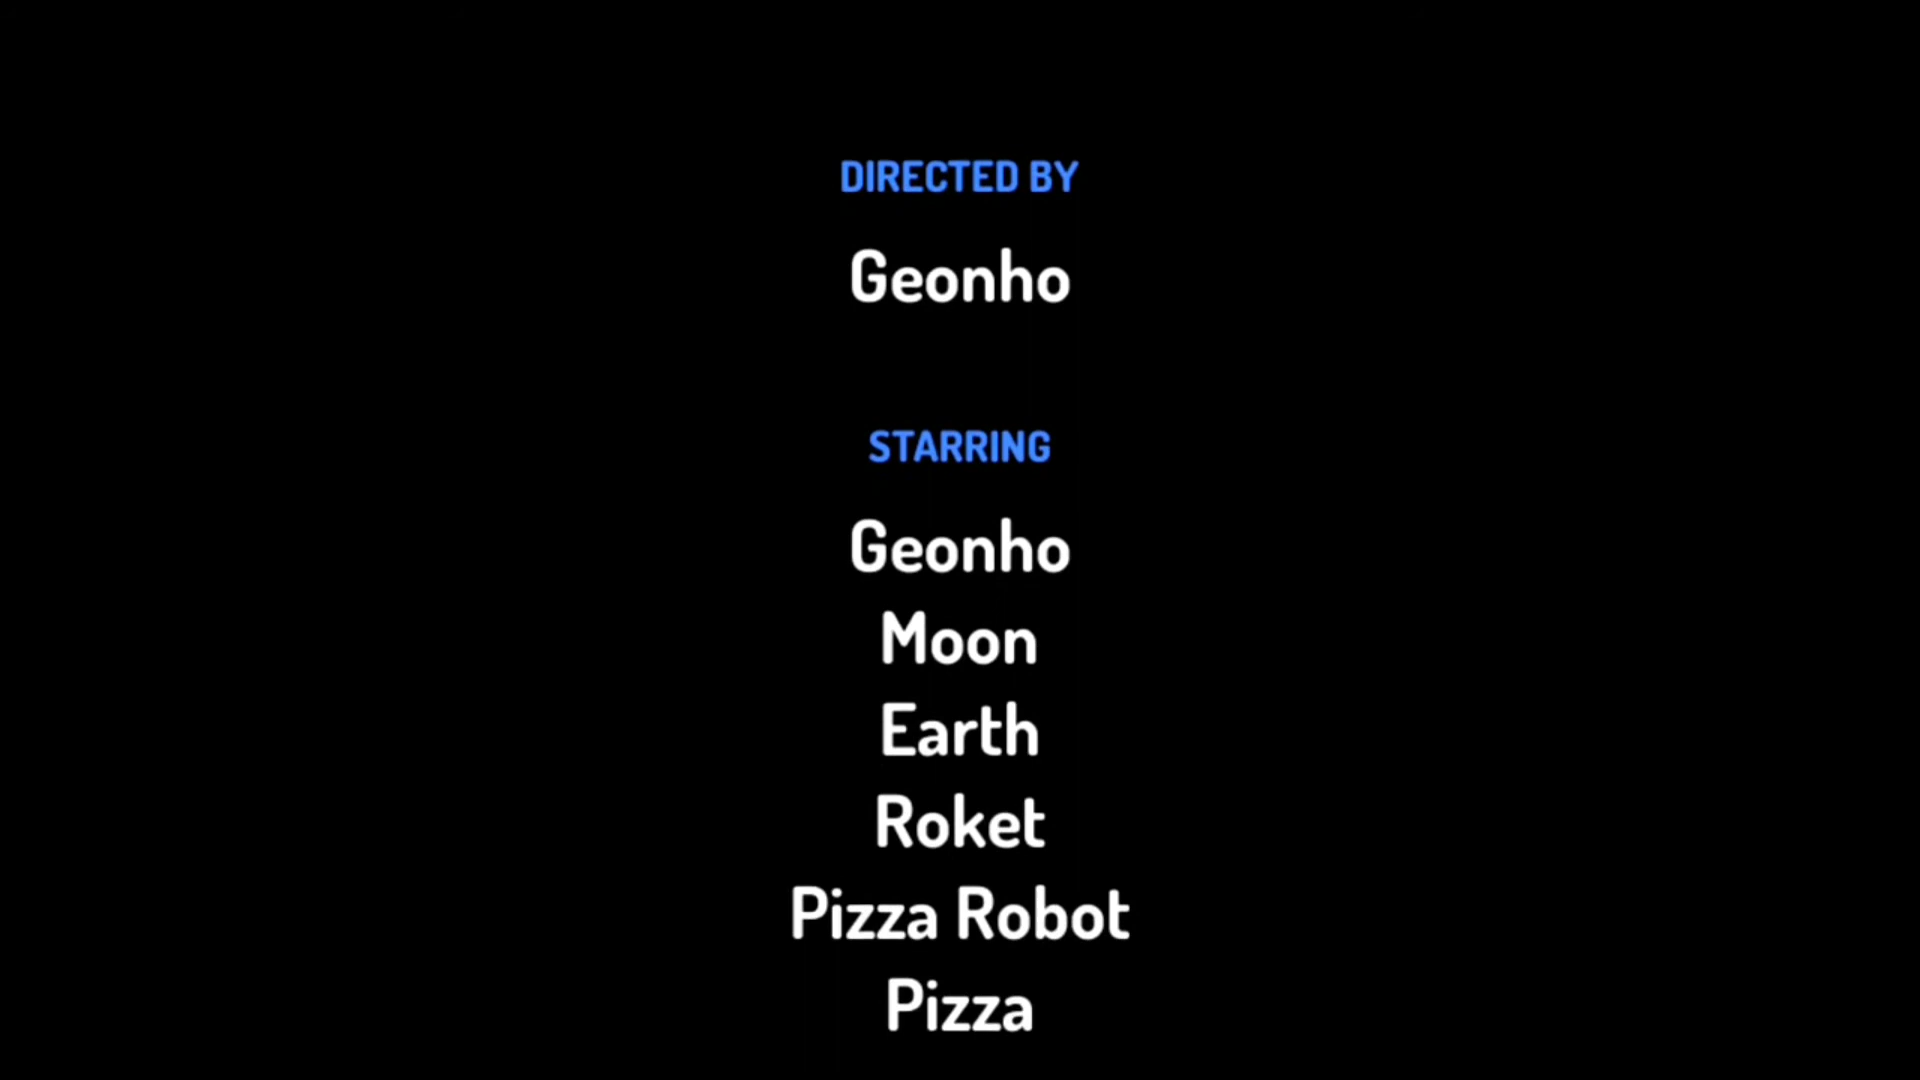 DIRECTED BY
Geonho
STARRING
Geonho
Moon
Earth
Roket
Pizza Robot
Pizza